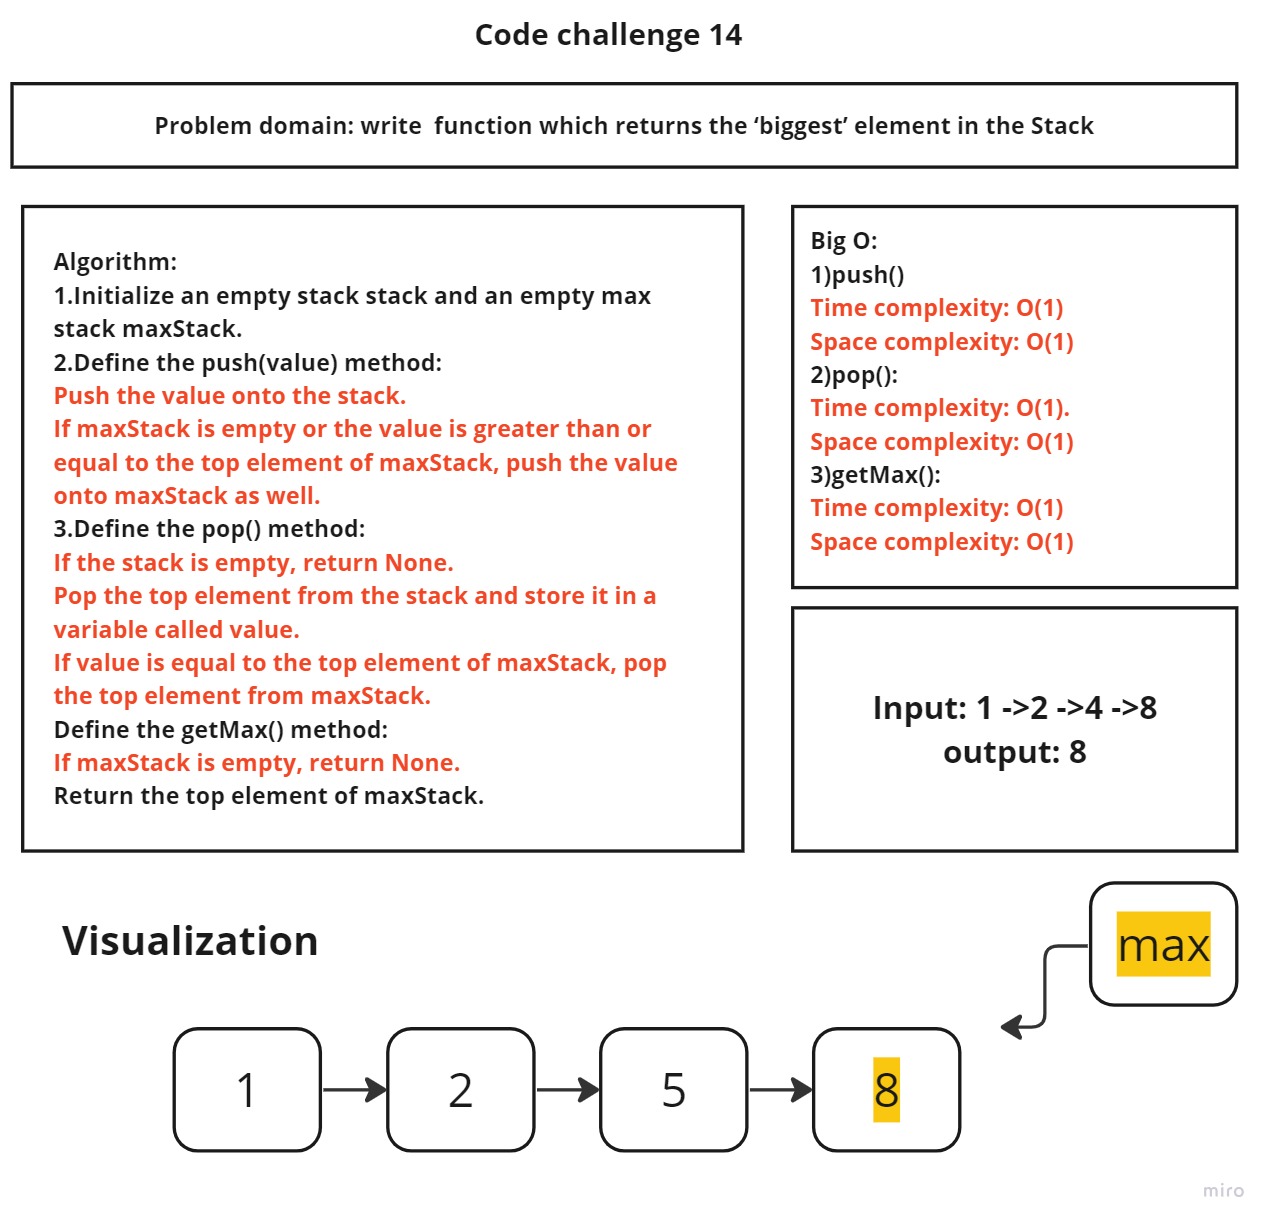 Code challenge 14
Problem domain: write  function which returns the ‘biggest’ element in the Stack
Algorithm:
1.Initialize an empty stack stack and an empty max
stack maxStack.
2.Define the push(value) method:
Push the value onto the stack.
If maxStack is empty or the value is greater than or
equal to the top element of maxStack, push the value
onto maxStack as well.
3.Define the pop() method:
If the stack is empty, return None.
Pop the top element from the stack and store it in a
variable called value.
If value is equal to the top element of maxStack, pop
the top element from maxStack.
Define the getMax() method:
If maxStack is empty, return None.
Return the top element of maxStack.
Big O:
1)push()
Time complexity: O(1)
Space complexity: O(1)
2)pop():
Time complexity: O(1).
Space complexity: O(1)
3)getMax():
Time complexity: O(1)
Space complexity: O(1)
Input: 1 ->2 ->4 ->8
output: 8
Visualization
max
1
2
5
8
miro